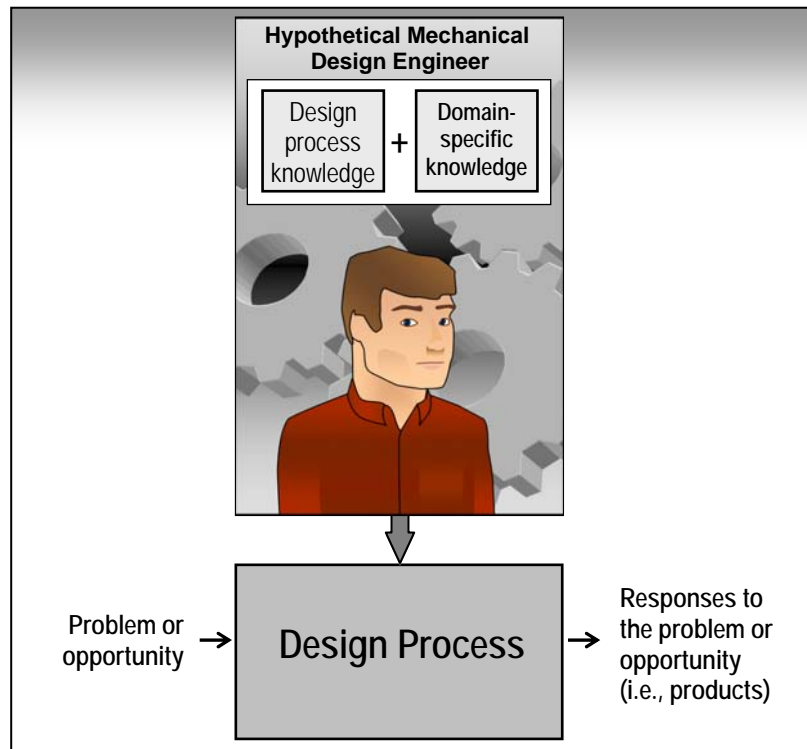 Hypothetical Mechanical
Design Engineer
Design
process
knowledge
+
Domain-
specific
knowledge
Problem or
opportunity
Design Process
Responses to
the problem or
opportunity
(i.e., products)